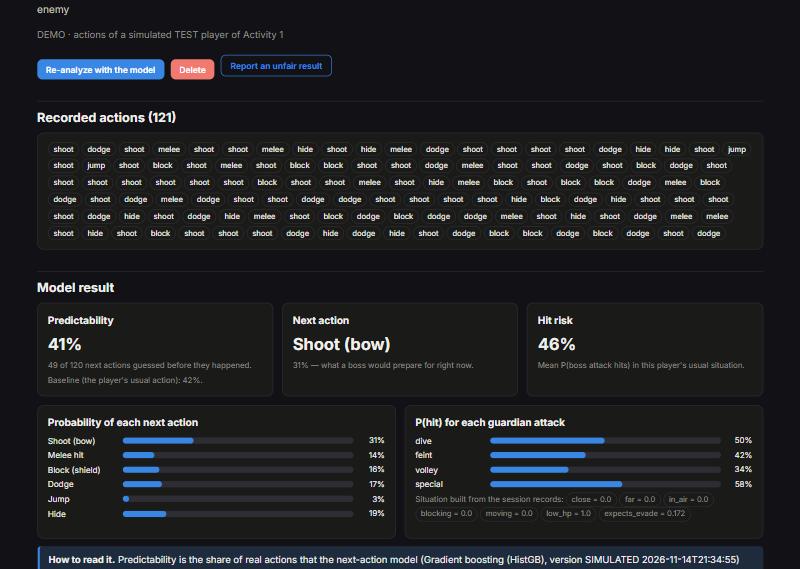 enemy
DEMO · actions of a simulated TEST player of Activity 1
Re-analyze with the model Delete Report an unfair result
Recorded actions (121)
shoot dodge shoot melee shoot shoot melee hide shoot hide melee dodge shoot shoot shoot shoot dodge hide hide shoot jump
shoot jump shoot block shoot melee shoot block block shoot shoot dodge melee shoot shoot dodge shoot block dodge shoot
shoot shoot shoot shoot shoot shoot block shoot shoot melee shoot hide melee block shoot block block dodge melee block
dodge shoot dodge melee dodge shoot shoot dodge dodge shoot shoot shoot shoot hide block dodge hide shoot shoot shoot
shoot dodge hide shoot dodge hide melee shoot block dodge block dodge dodge melee shoot hide shoot dodge melee melee
shoot hide shoot block shoot shoot shoot dodge hide dodge hide shoot dodge block block dodge block dodge shoot dodge
Model result
Predictability
41%
49 of 120 next actions guessed before they happened.
Baseline (the player's usual action): 42%.
Next action
Shoot (bow)
31% — what a boss would prepare for right now.
Hit risk
46%
Mean P(boss attack hits) in this player's usual situation.
Probability of each next action
Shoot (bow) 31%
Melee hit 14%
Block (shield) 16%
Dodge 17%
Jump 3%
Hide 19%
P(hit) for each guardian attack
dive 50%
feint 42%
volley 34%
special 58%
Situation built from the session records: close = 0.0 far = 0.0 in_air = 0.0
blocking = 0.0 moving = 0.0 low_hp = 1.0 expects_evade = 0.172
How to read it. Predictability is the share of real actions that the next-action model (Gradient boosting (HistGB), version SIMULATED 2026-11-14T21:34:55)